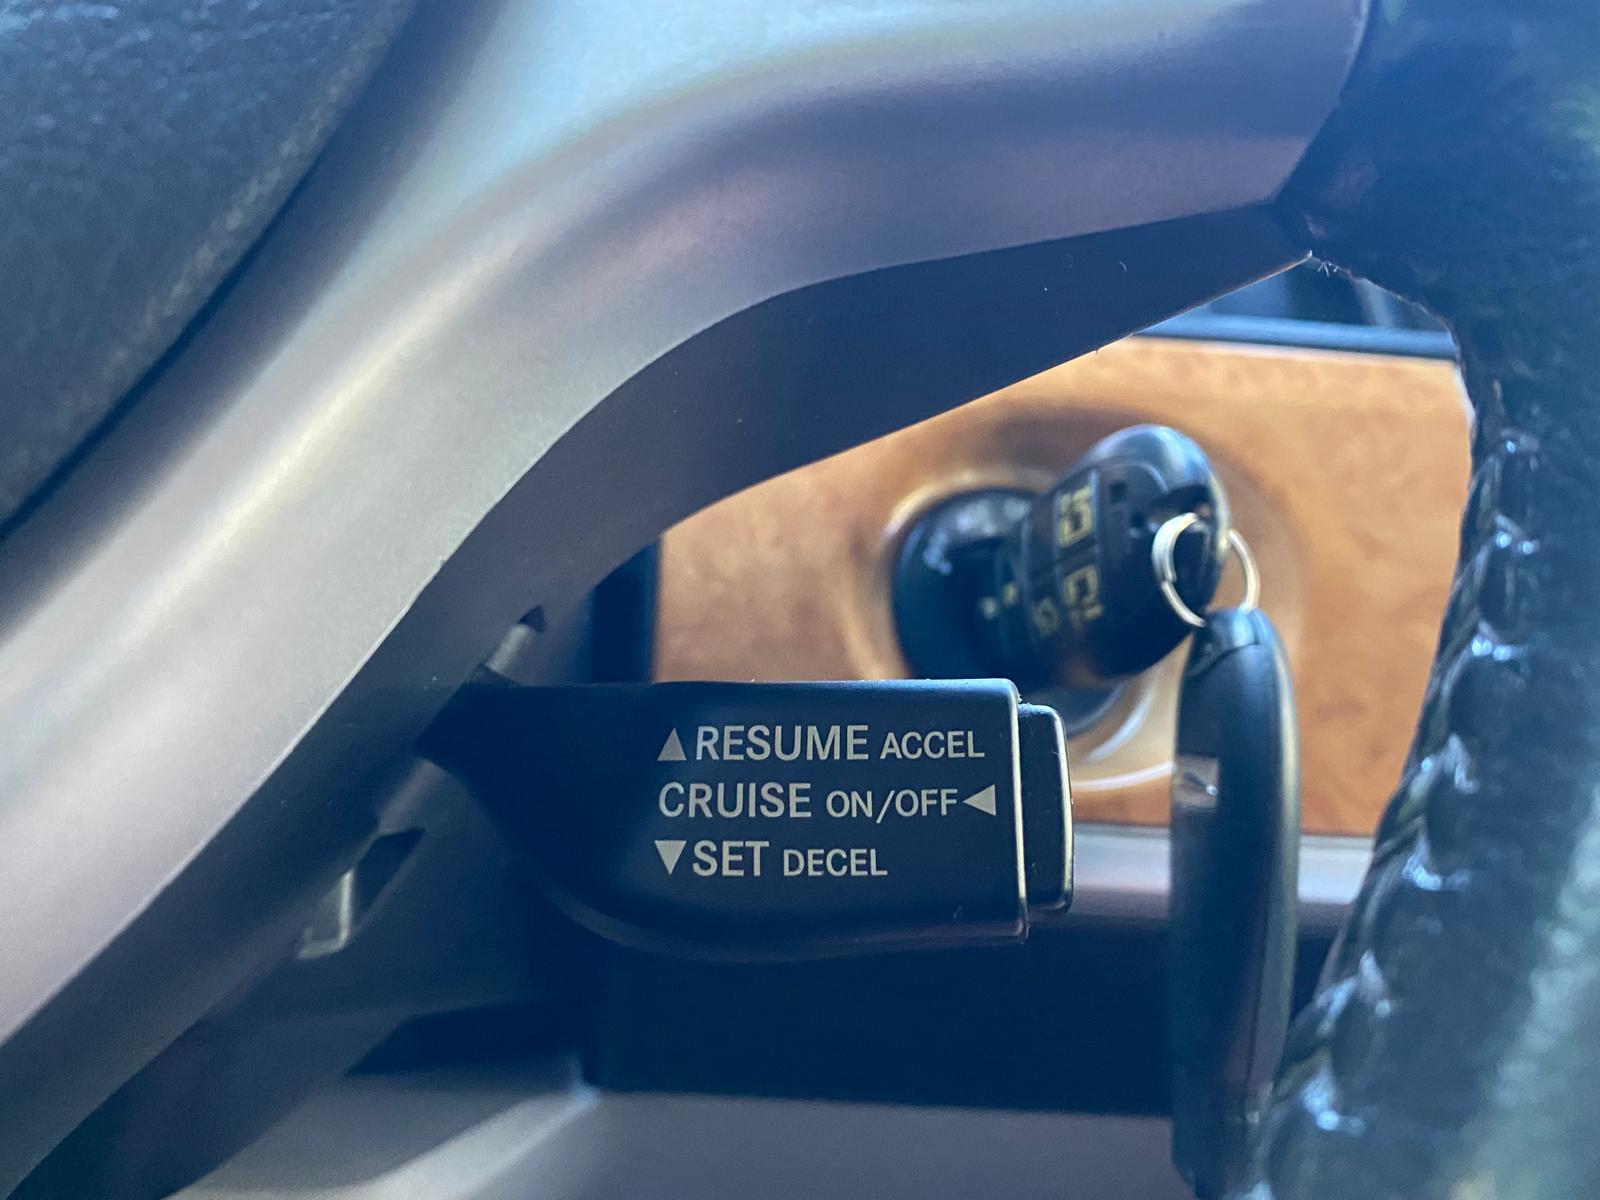 ▲RESUME ACCEL
CRUISE ON/OFF◀
▼SET DECEL